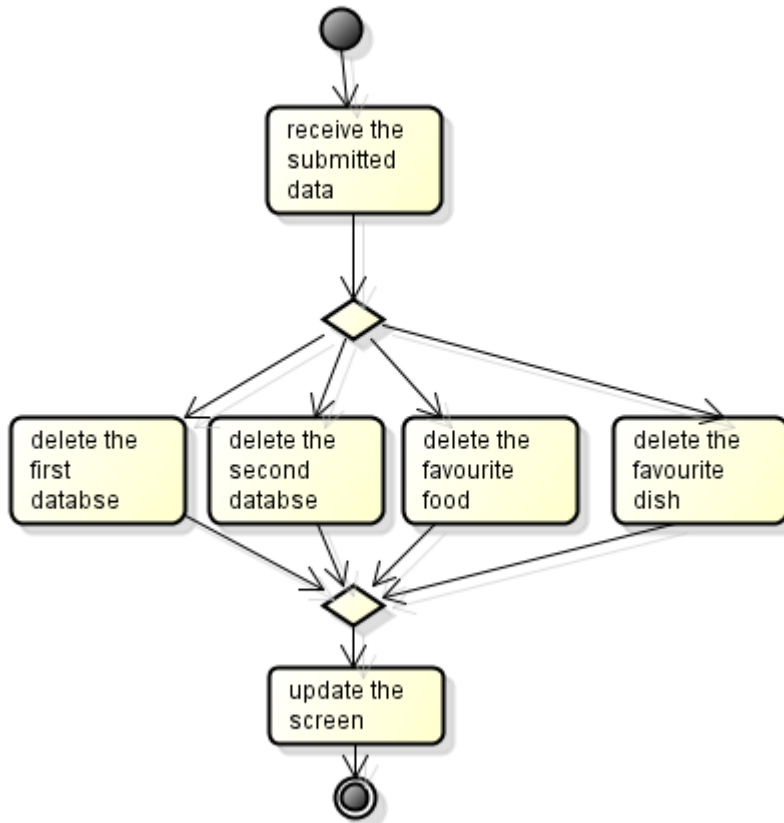 receive the
submitted
data
delete the
first
databse
delete the
second
databse
delete the
favourite
food
delete the
favourite
dish
update the
screen